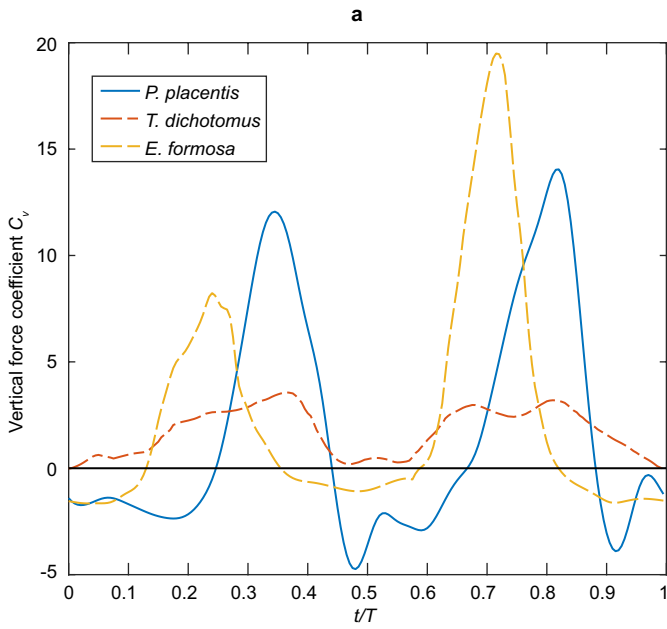 a
Vertical force coefficient Cv
20
15
10
5
0
-5
P. placentis
T. dichotomus
E. formosa
0 0.1 0.2 0.3 0.4 0.5 0.6 0.7 0.8 0.9 1
t/T